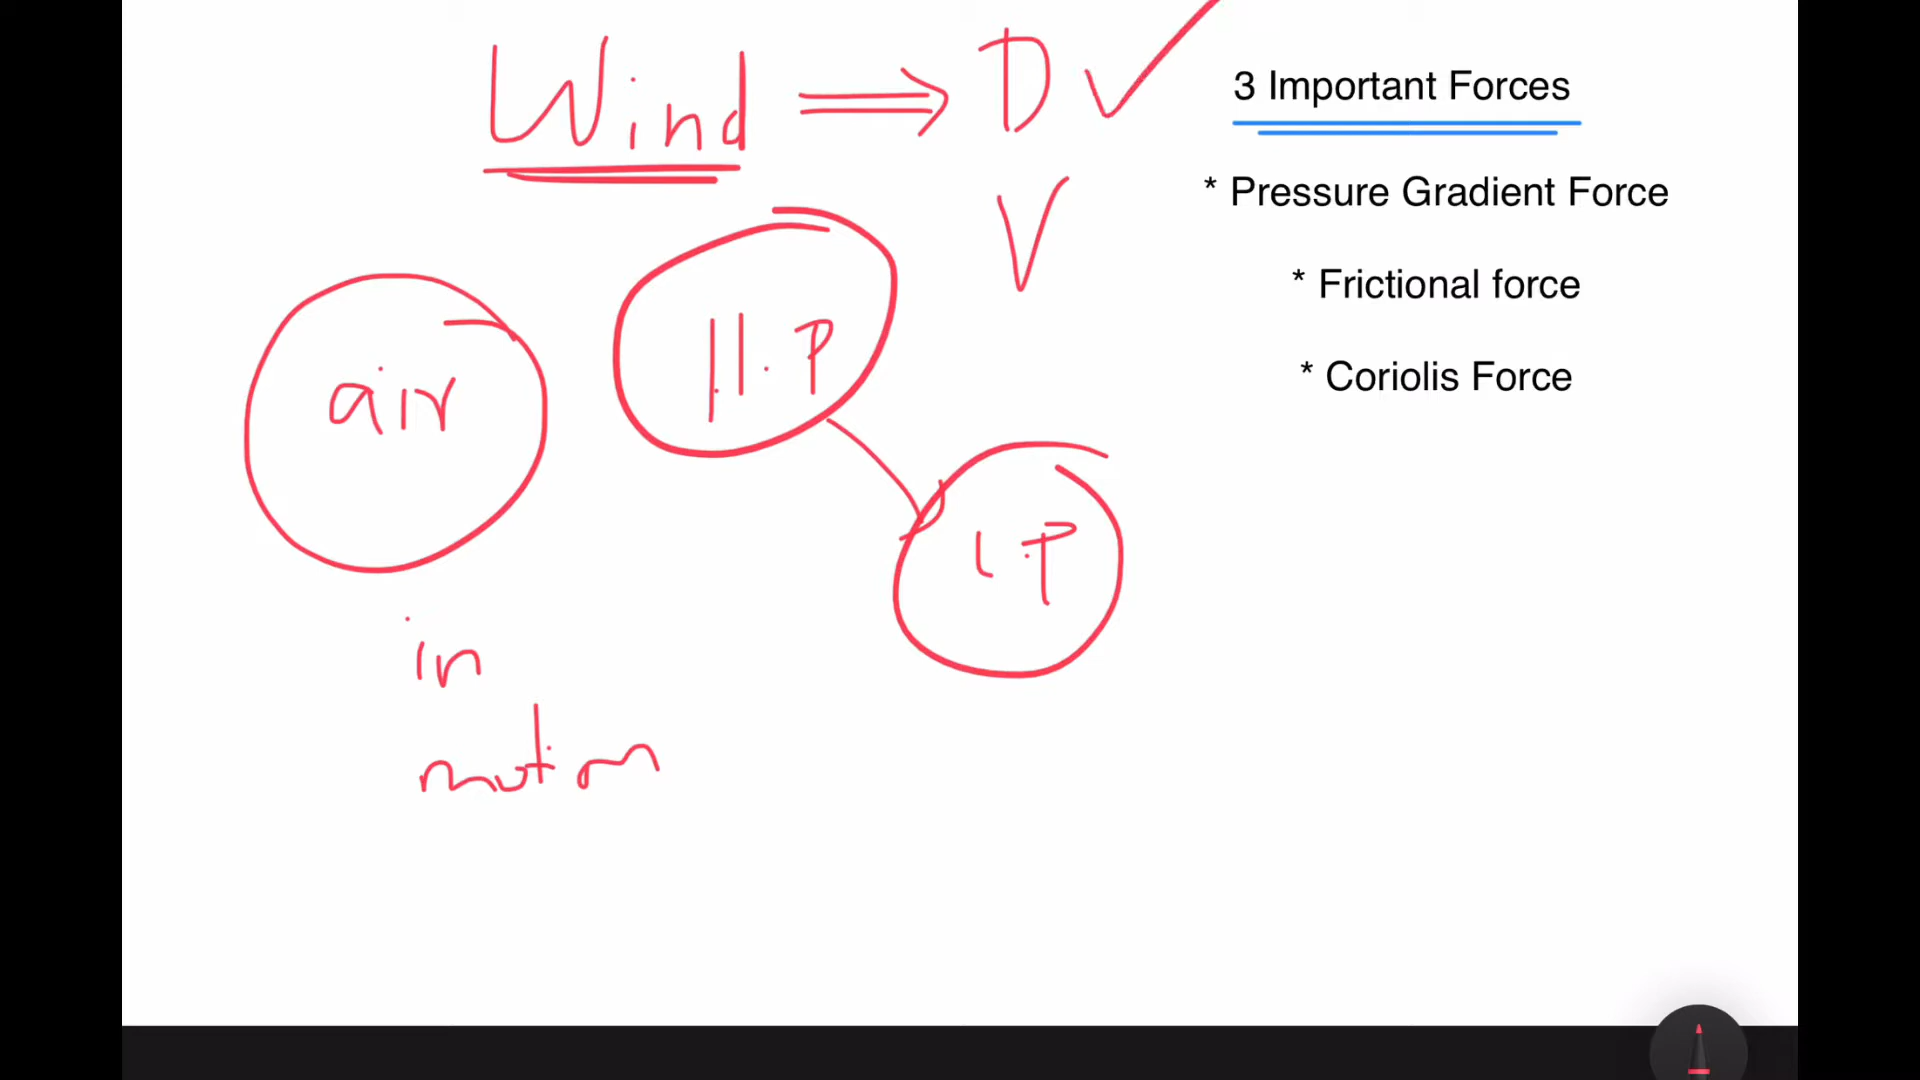 Wind ⇒ D ✓
V
air
in
motion
H.P
L.P
3 Important Forces
* Pressure Gradient Force
* Frictional force
* Coriolis Force